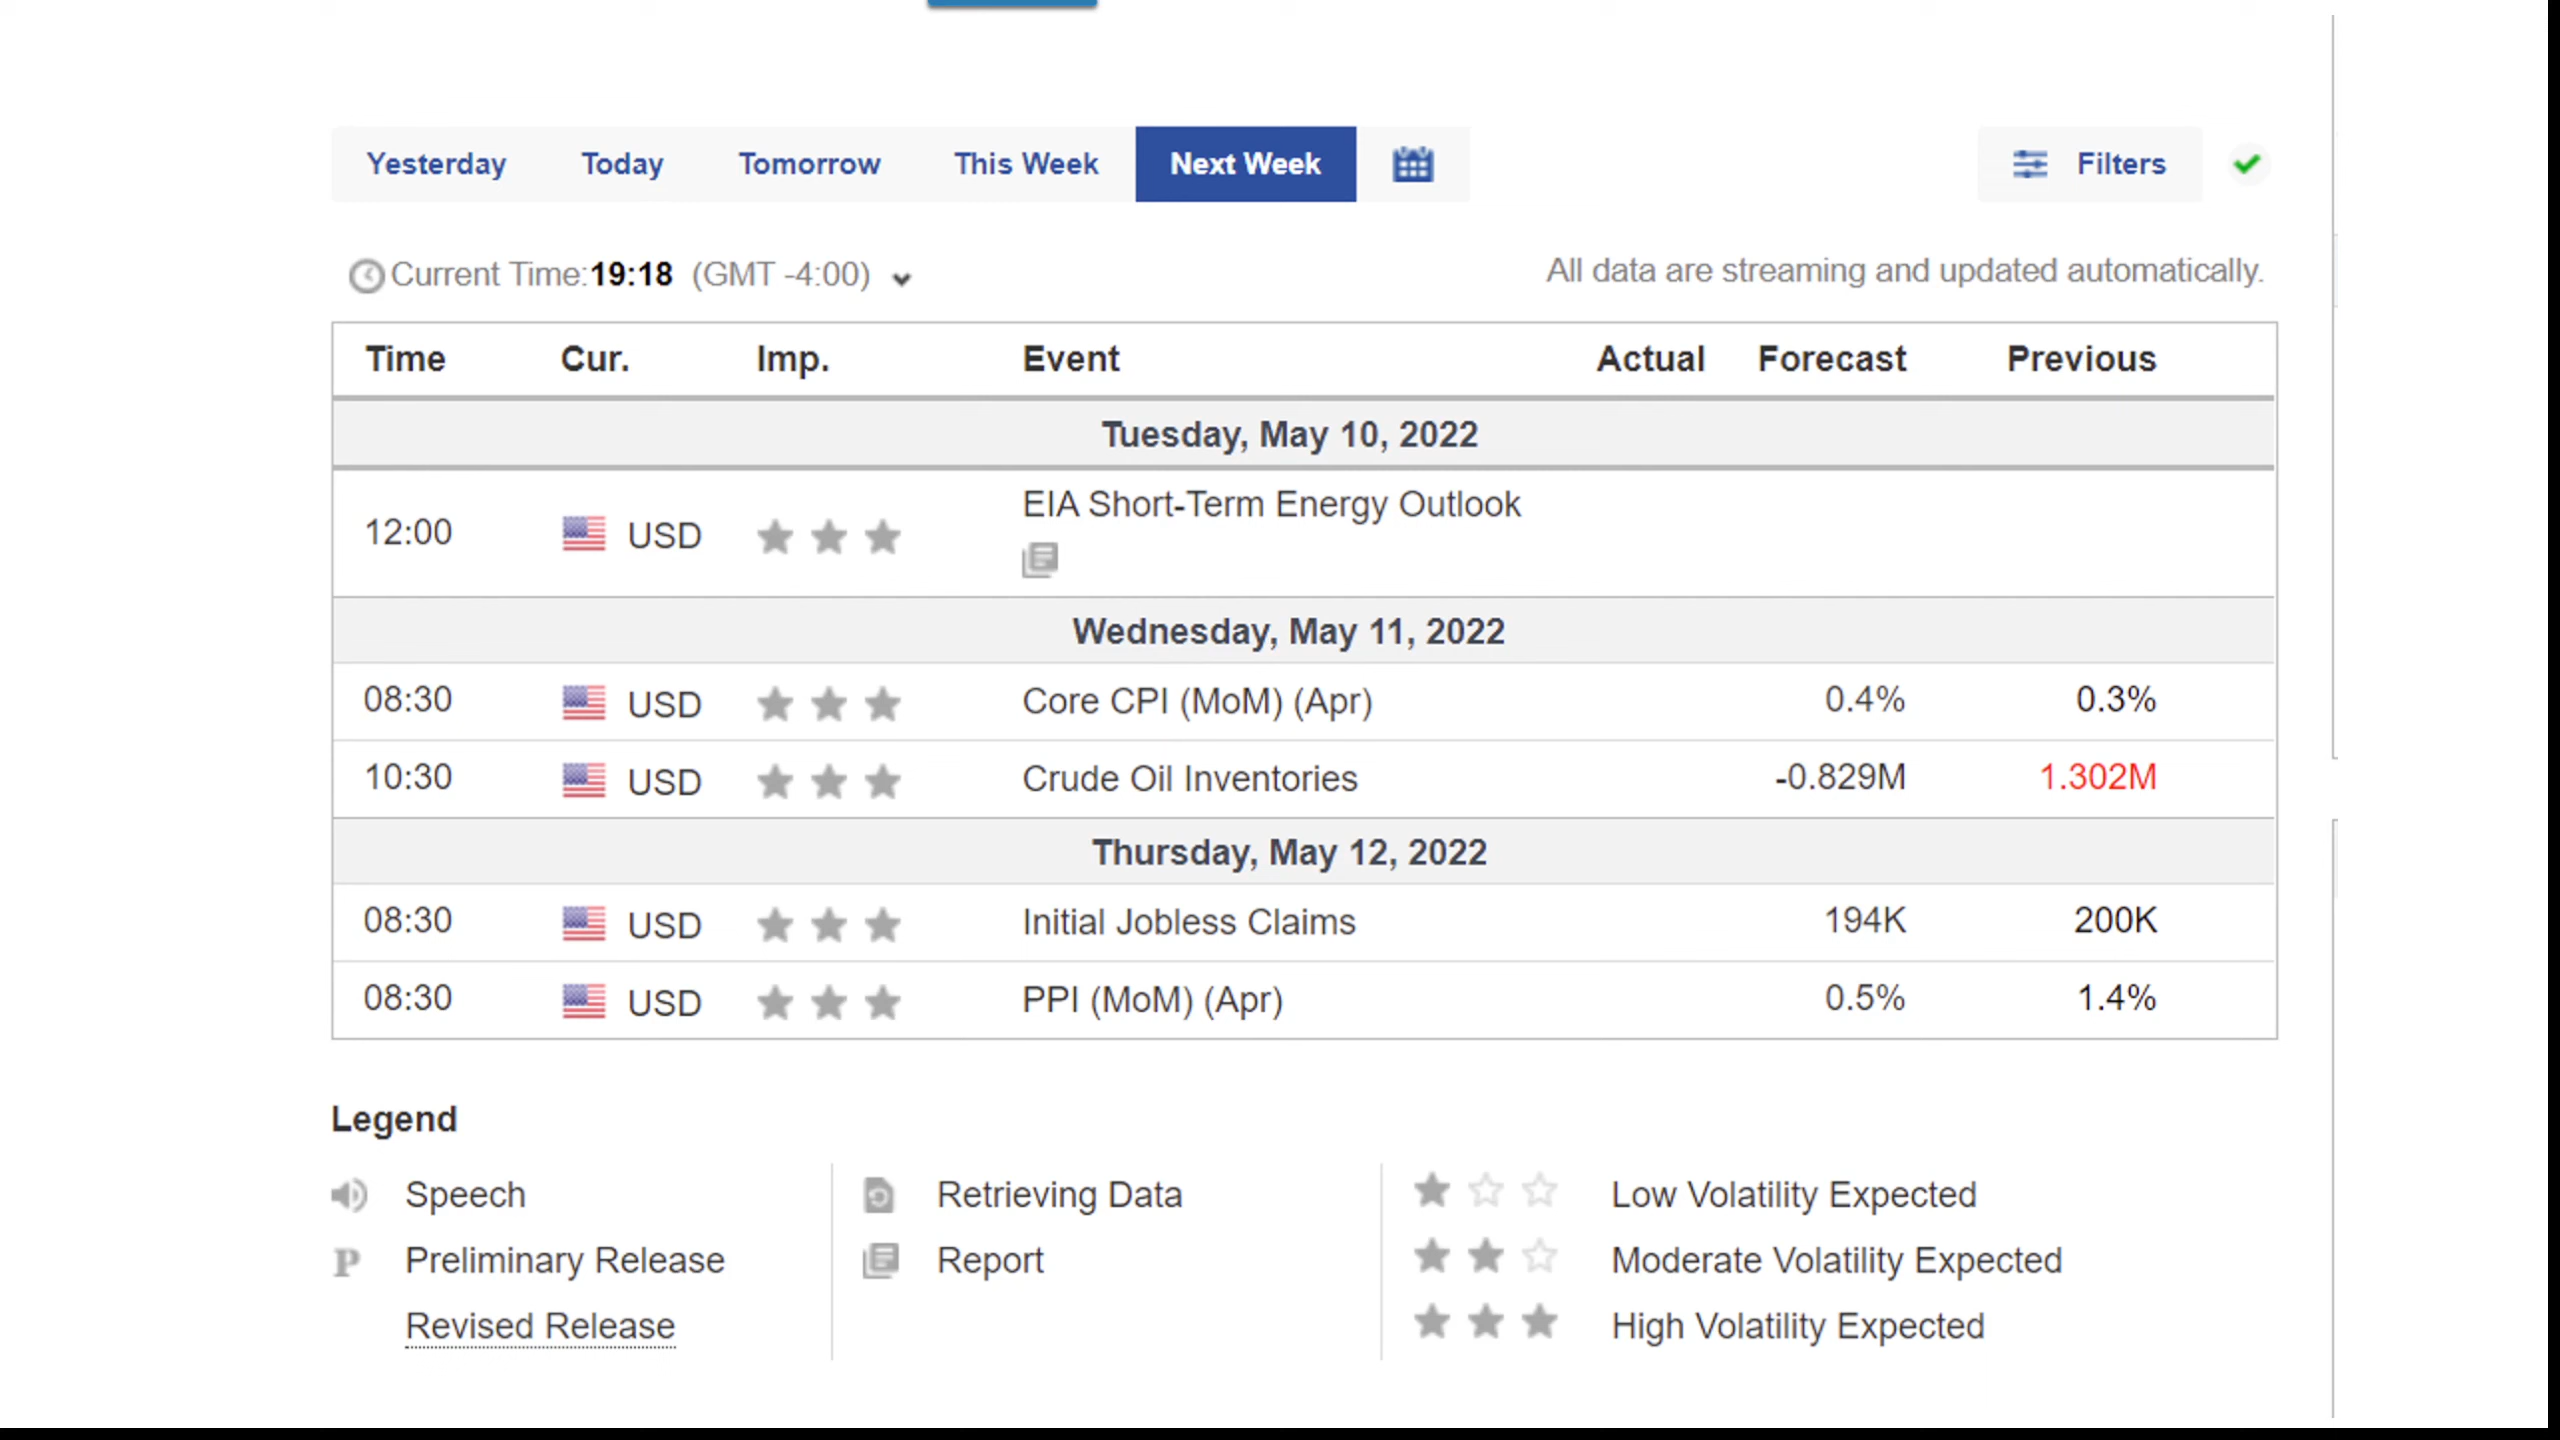 Yesterday Today Tomorrow This Week Next Week Filters
Current Time:19:18 (GMT -4:00) All data are streaming and updated automatically.
Time Cur. Imp. Event Actual Forecast Previous
Tuesday, May 10, 2022
12:00 USD EIA Short-Term Energy Outlook
Wednesday, May 11, 2022
08:30 USD Core CPI (MoM) (Apr) 0.4% 0.3%
10:30 USD Crude Oil Inventories -0.829M 1.302M
Thursday, May 12, 2022
08:30 USD Initial Jobless Claims 194K 200K
08:30 USD PPI (MoM) (Apr) 0.5% 1.4%
Legend
Speech Retrieving Data Low Volatility Expected
P Preliminary Release Report Moderate Volatility Expected
Revised Release High Volatility Expected